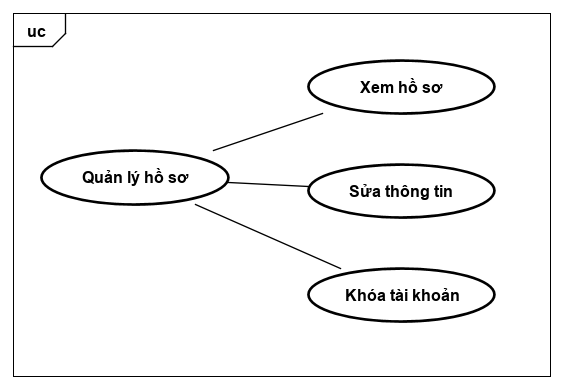 uc
Xem hồ sơ
Quản lý hồ sơ
Sửa thông tin
Khóa tài khoản